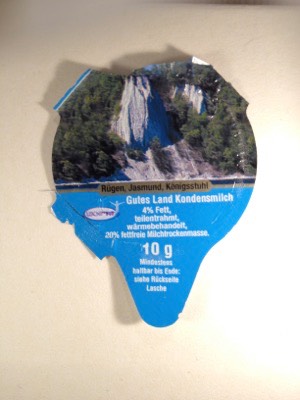 Rügen, Jasmund, Königsstuhl
Gutes Land Kondensmilch
4% Fett,
teilentrahmt,
wärmebehandelt,
20% fettfreie Milchtrockenmasse.
10 g
Mindestens
haltbar bis Ende:
siehe Rückseite
Lasche